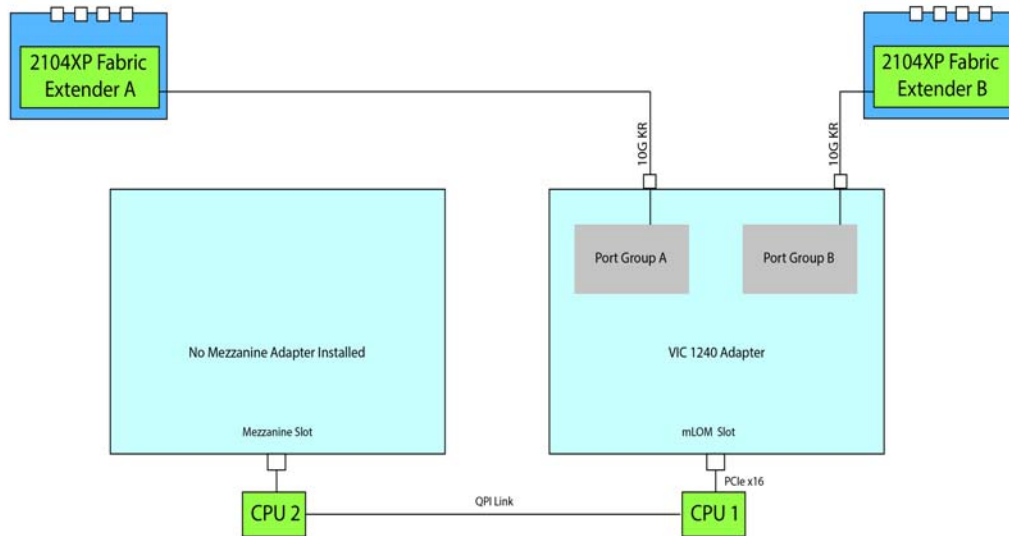 2104XP Fabric
Extender A
2104XP Fabric
Extender B
10G KR
10G KR
Port Group A
Port Group B
No Mezzanine Adapter Installed
VIC 1240 Adapter
Mezzanine Slot
mLOM Slot
PCIe x16
CPU 2
QPI Link
CPU 1